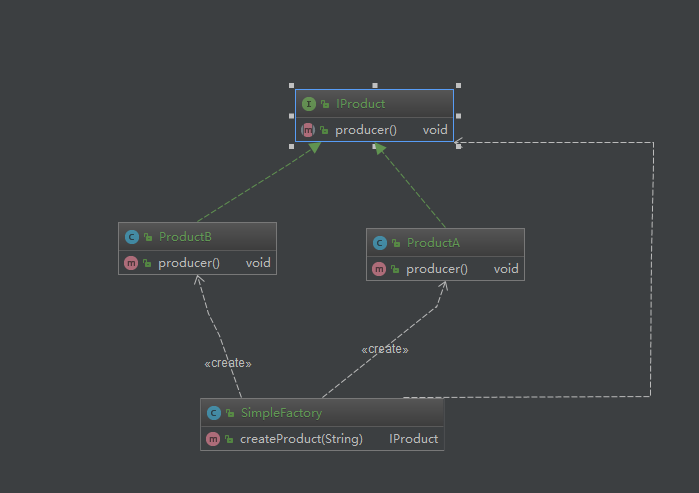 I IProduct
m producer() void
C ProductB
m producer() void
C ProductA
m producer() void
«create»
«create»
C SimpleFactory
m createProduct(String) IProduct